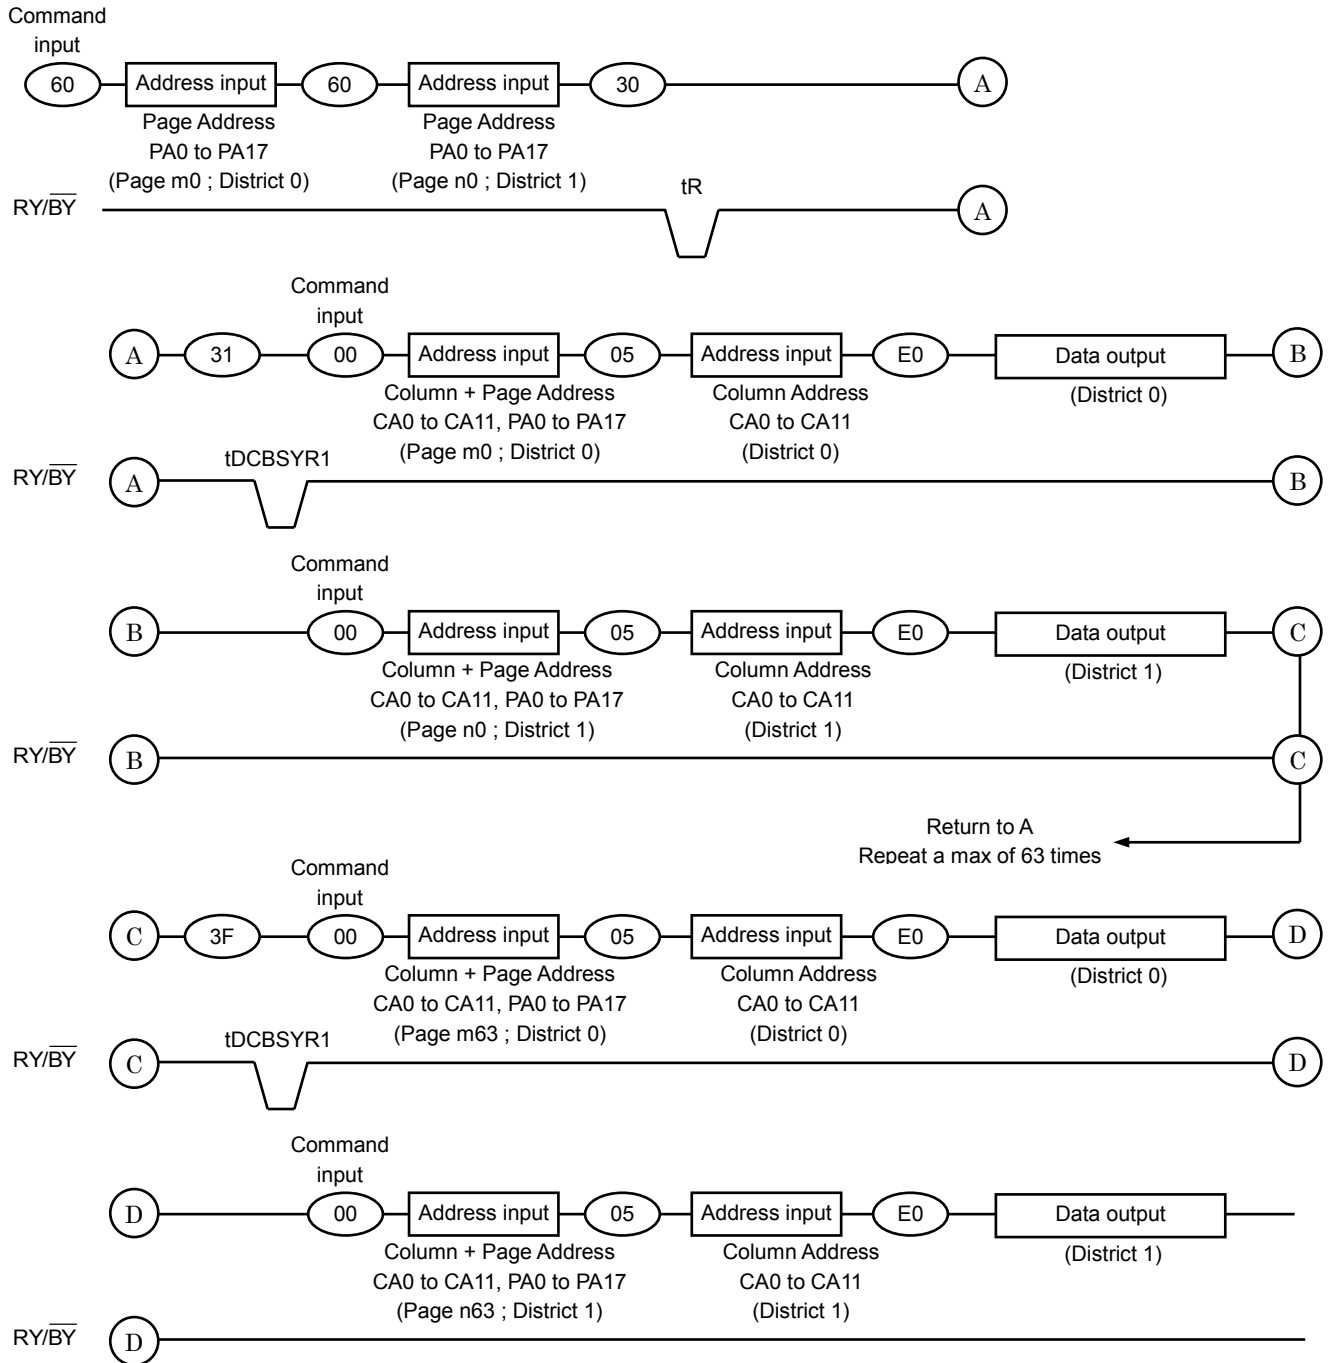 Command
input
60 Address input 60 Address input 30 A
Page Address Page Address
PA0 to PA17 PA0 to PA17
(Page m0 ; District 0) (Page n0 ; District 1)
tR
RY/BY A
Command
input
A 31 00 Address input 05 Address input E0 Data output B
Column + Page Address Column Address (District 0)
CA0 to CA11, PA0 to PA17 CA0 to CA11
(Page m0 ; District 0) (District 0)
tDCBSYR1
RY/BY A B
Command
input
B 00 Address input 05 Address input E0 Data output C
Column + Page Address Column Address (District 1)
CA0 to CA11, PA0 to PA17 CA0 to CA11
(Page n0 ; District 1) (District 1)
RY/BY B C
Return to A
Repeat a max of 63 times
Command
input
C 3F 00 Address input 05 Address input E0 Data output D
Column + Page Address Column Address (District 0)
CA0 to CA11, PA0 to PA17 CA0 to CA11
(Page m63 ; District 0) (District 0)
tDCBSYR1
RY/BY C D
Command
input
D 00 Address input 05 Address input E0 Data output
Column + Page Address Column Address (District 1)
CA0 to CA11, PA0 to PA17 CA0 to CA11
(Page n63 ; District 1) (District 1)
RY/BY D